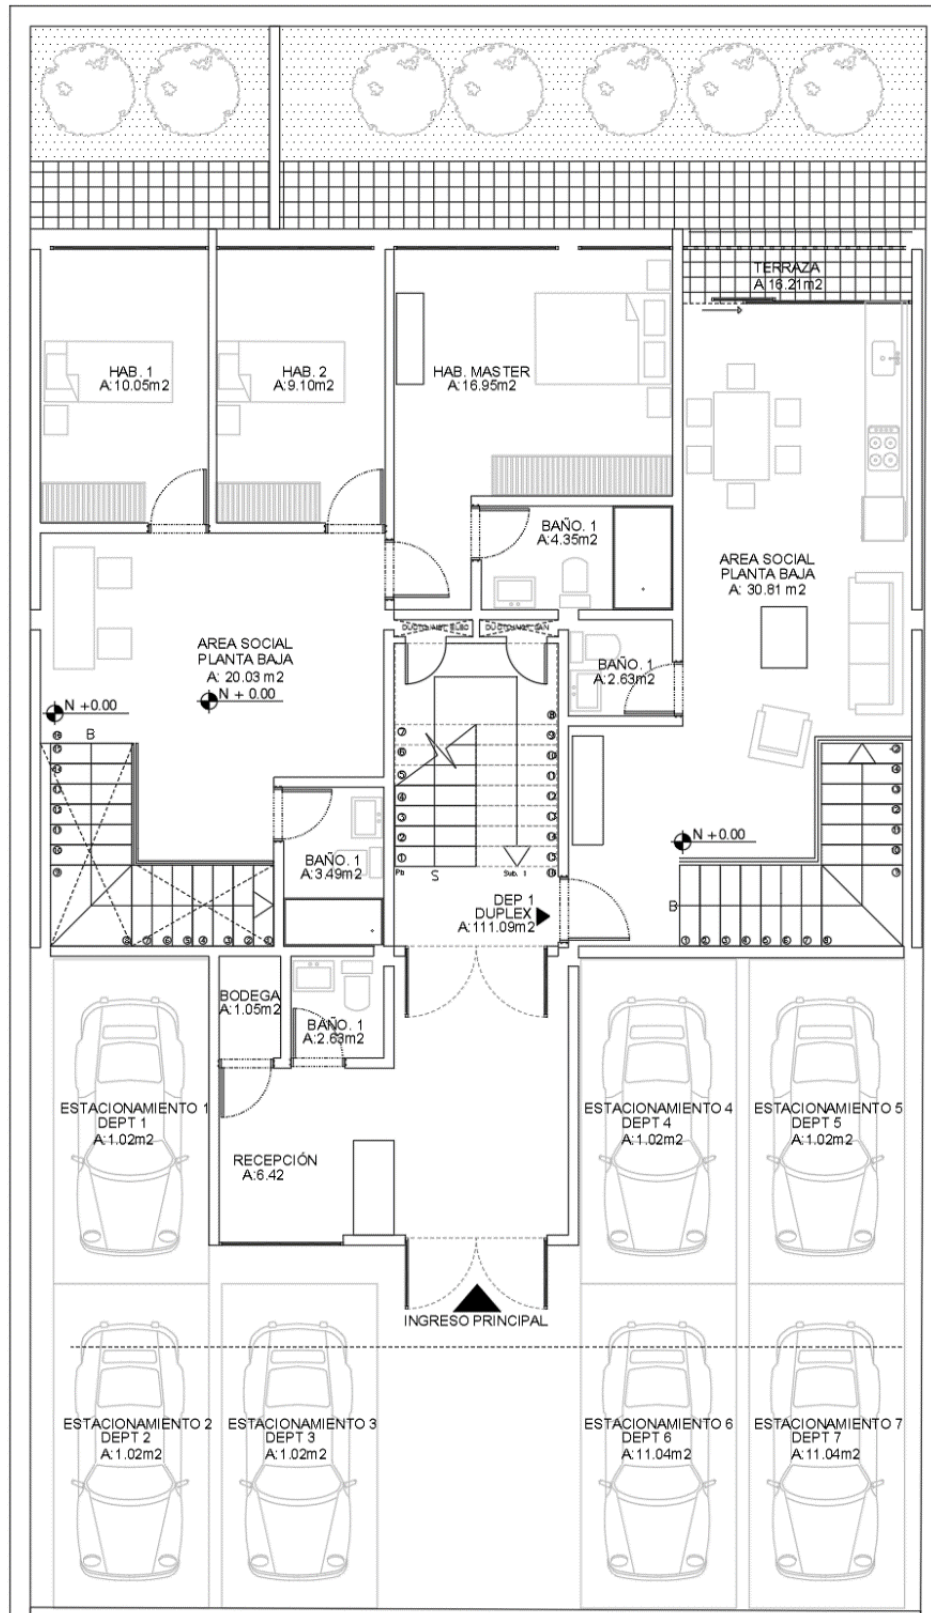 TERRAZA
A 16.21m2
HAB. 1
A:10.05m2
HAB. 2
A:9.10m2
HAB. MASTER
A:16.95m2
BAÑO. 1
A:4.35m2
AREA SOCIAL
PLANTA BAJA
A: 30.81 m2
AREA SOCIAL
PLANTA BAJA
A: 20.03 m2
N + 0.00
N +0.00
BAÑO. 1
A:2.63m2
B
N +0.00
BAÑO. 1
A:3.49m2
Pb
S
Sub. 1
DEP 1
DUPLEX
A:111.09m2
B
BODEGA
A:1.05m2
BAÑO. 1
A:2.63m2
RECEPCIÓN
A:6.42
ESTACIONAMIENTO 1
DEPT 1
A:1.02m2
ESTACIONAMIENTO 4
DEPT 4
A:1.02m2
ESTACIONAMIENTO 5
DEPT 5
A:1.02m2
INGRESO PRINCIPAL
ESTACIONAMIENTO 2
DEPT 2
A:1.02m2
ESTACIONAMIENTO 3
DEPT 3
A:1.02m2
ESTACIONAMIENTO 6
DEPT 6
A:11.04m2
ESTACIONAMIENTO 7
DEPT 7
A:11.04m2